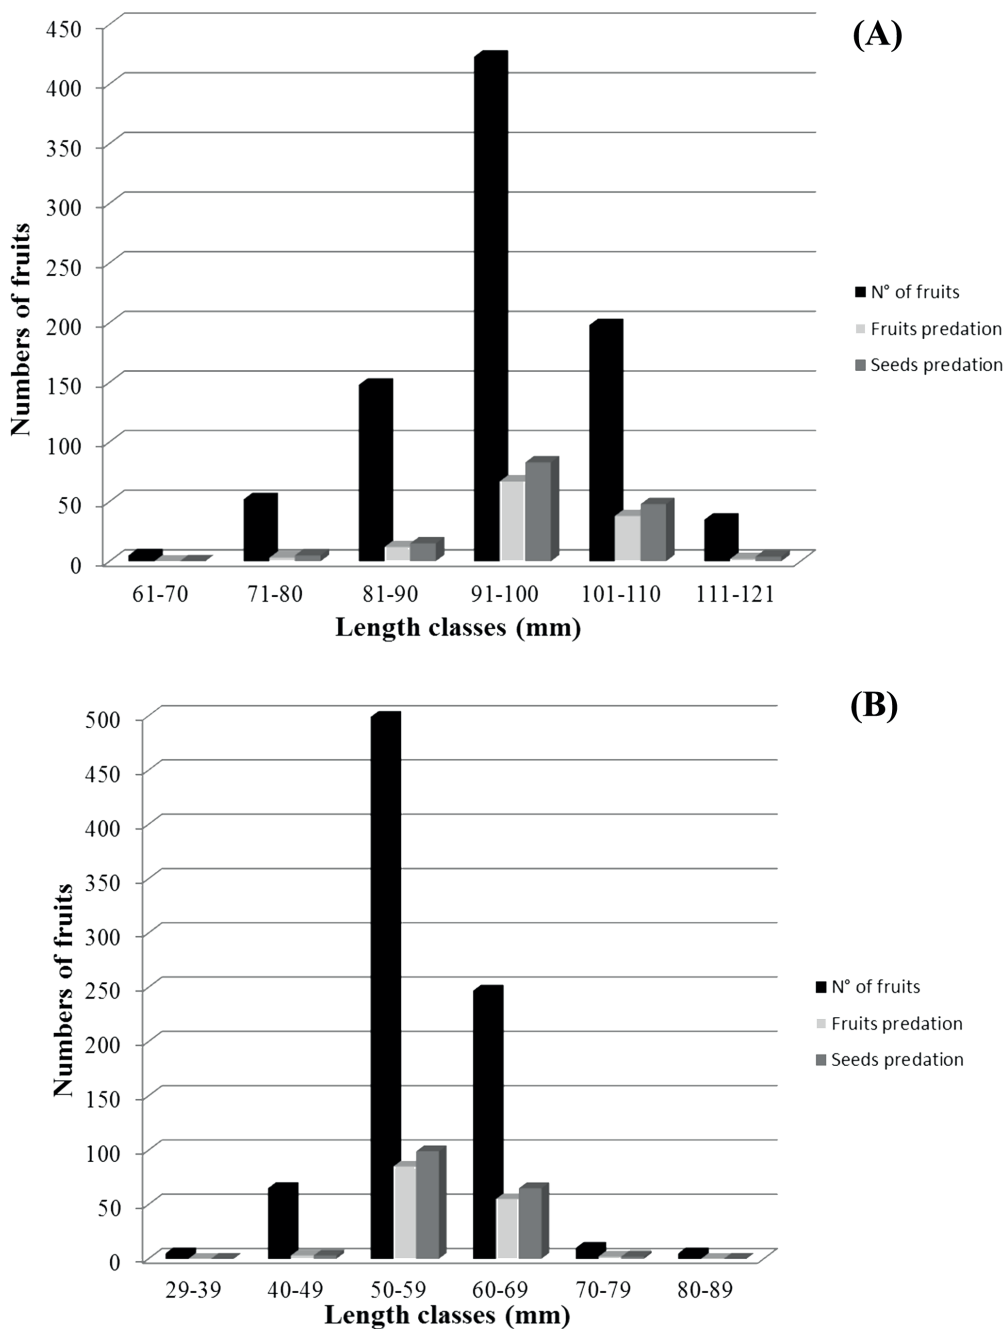 (A)
450
400
350
300
250
200
150
100
50
0
Numbers of fruits
N° of fruits
Fruits predation
Seeds predation
61-70 71-80 81-90 91-100 101-110 111-121
Length classes (mm)
(B)
500
450
400
350
300
250
200
150
100
50
0
Numbers of fruits
N° of fruits
Fruits predation
Seeds predation
29-39 40-49 50-59 60-69 70-79 80-89
Length classes (mm)